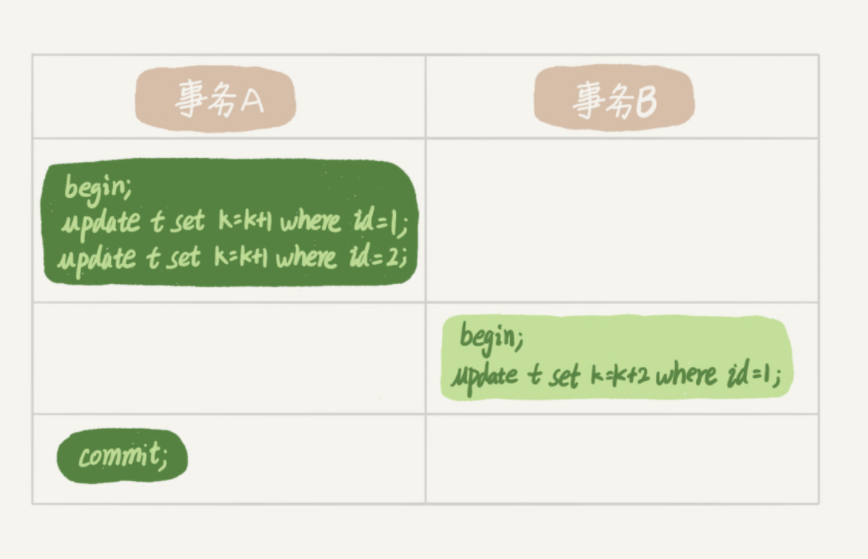 事务A
事务B
begin;
update t set k=k+1 where id=1;
update t set k=k+1 where id=2;
begin;
update t set k=k+2 where id=1;
commit;